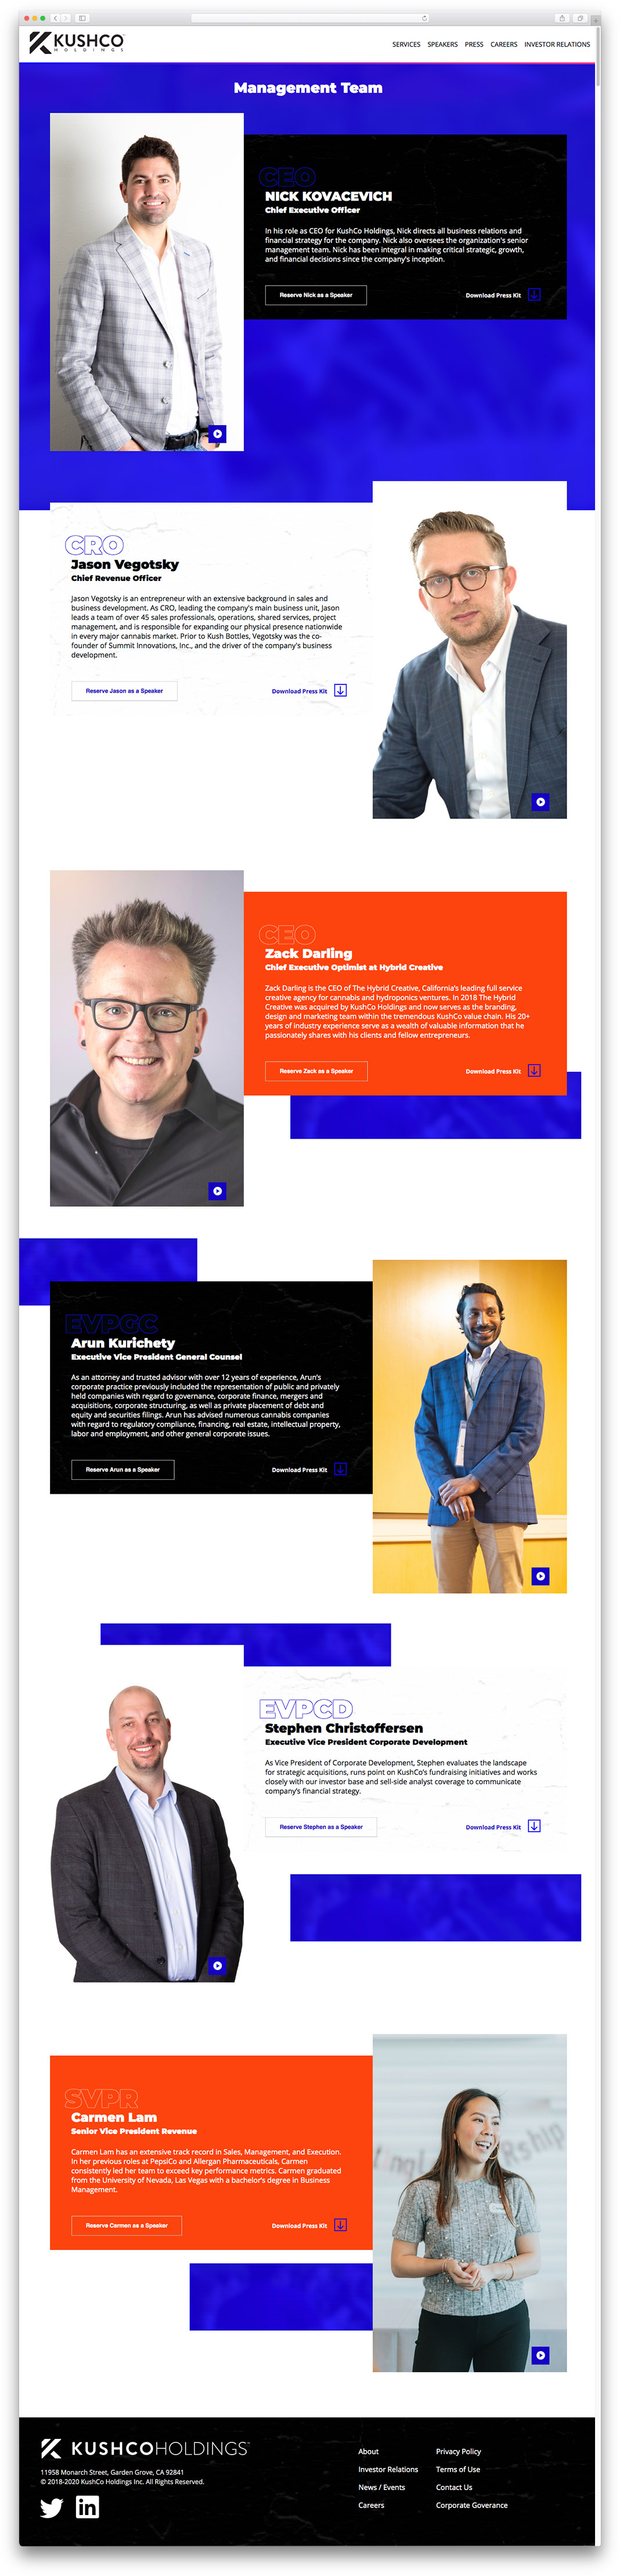 KUSHCO
HOLDINGS
SERVICES SPEAKERS PRESS CAREERS INVESTOR RELATIONS
Management Team
CEO
NICK KOVACEVICH
Chief Executive Officer
In his role as CEO for KushCo Holdings, Nick directs all business relations and
financial strategy for the company. Nick also oversees the organization's senior
management team. Nick has been integral in making critical strategic, growth,
and financial decisions since the company's inception.
Reserve Nick as a Speaker
Download Press Kit
CRO
Jason Vegotsky
Chief Revenue Officer
Jason Vegotsky is an entrepreneur with an extensive background in sales and
business development. As CRO, leading the company's main business unit, Jason
leads a team of over 45 sales professionals, operations, shared services, project
management, and is responsible for expanding our physical presence nationwide
in every major cannabis market. Prior to Kush Bottles, Vegotsky was the co-
founder of Summit Innovations, Inc., and the driver of the company's business
development.
Reserve Jason as a Speaker
Download Press Kit
CEO
Zack Darling
Chief Executive Optimist at Hybrid Creative
Zack Darling is the CEO of The Hybrid Creative, California's leading full service
creative agency for cannabis and hydroponics ventures. In 2018 The Hybrid
Creative was acquired by KushCo Holdings and now serves as the branding,
design and marketing team within the tremendous KushCo value chain. His 20+
years of industry experience serve as a wealth of valuable information that he
passionately shares with his clients and fellow entrepreneurs.
Reserve Zack as a Speaker
Download Press Kit
EVPGC
Arun Kurichety
Executive Vice President General Counsel
As an attorney and trusted advisor with over 12 years of experience, Arun's
corporate practice previously included the representation of public and privately
held companies with regard to governance, corporate finance, mergers and
acquisitions, corporate structuring, as well as private placement of debt and
equity and securities filings. Arun has advised numerous cannabis companies
with regard to regulatory compliance, financing, real estate, intellectual property,
labor and employment, and other general corporate issues.
Reserve Arun as a Speaker
Download Press Kit
EVPCD
Stephen Christoffersen
Executive Vice President Corporate Development
As Vice President of Corporate Development, Stephen evaluates the landscape
for strategic acquisitions, runs point on KushCo's fundraising initiatives and works
closely with our investor base and sell-side analyst coverage to communicate
company's financial strategy.
Reserve Stephen as a Speaker
Download Press Kit
SVPR
Carmen Lam
Senior Vice President Revenue
Carmen Lam has an extensive track record in Sales, Management, and Execution.
In her previous roles at PepsiCo and Allergan Pharmaceuticals, Carmen
consistently led her team to exceed key performance metrics. Carmen graduated
from the University of Nevada, Las Vegas with a bachelor's degree in Business
Management.
Reserve Carmen as a Speaker
Download Press Kit
KUSHCOHOLDINGS
11958 Monarch Street, Garden Grove, CA 92841
© 2018-2020 KushCo Holdings Inc. All Rights Reserved.
in
About
Investor Relations
News / Events
Careers
Privacy Policy
Terms of Use
Contact Us
Corporate Goverance